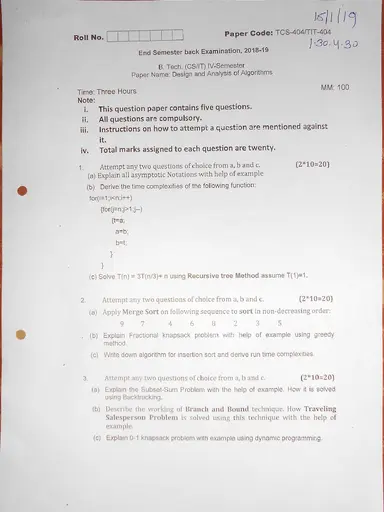 15/1/19
Roll No.
Paper Code: TCS-404/TIT-404
1:30-4:30
End Semester back Examination, 2018-19
B. Tech. (CS/IT) IV-Semester
Paper Name: Design and Analysis of Algorithms
Time: Three Hours
MM: 100
Note:
i. This question paper contains five questions.
ii. All questions are compulsory.
iii. Instructions on how to attempt a question are mentioned against
it.
iv. Total marks assigned to each question are twenty.
1. Attempt any two questions of choice from a, b and c. (2*10=20)
(a) Explain all asymptotic Notations with help of example
(b) Derive the time complexities of the following function:
for(i=1;i<n;i++)
{for(j=n;j>1;j--)
{t=a;
a=b;
b=t;
}
}
(c) Solve T(n) = 3T(n/3)+ n using Recursive tree Method assume T(1)=1.
2. Attempt any two questions of choice from a, b and c. (2*10=20)
(a) Apply Merge Sort on following sequence to sort in non-decreasing order:
9 7 4 6 8 2 3 5
(b) Explain Fractional knapsack problem with help of example using greedy
method.
(c) Write down algorithm for insertion sort and derive run time complexities.
3. Attempt any two questions of choice from a, b and c. (2*10=20)
(a) Explain the Subset-Sum Problem with the help of example. How it is solved
using Backtrucking.
(b) Describe the working of Branch and Bound technique. How Traveling
Salesperson Problem is solved using this technique with the help of
example.
(c) Explain 0-1 knapsack problem with example using dynamic programming.